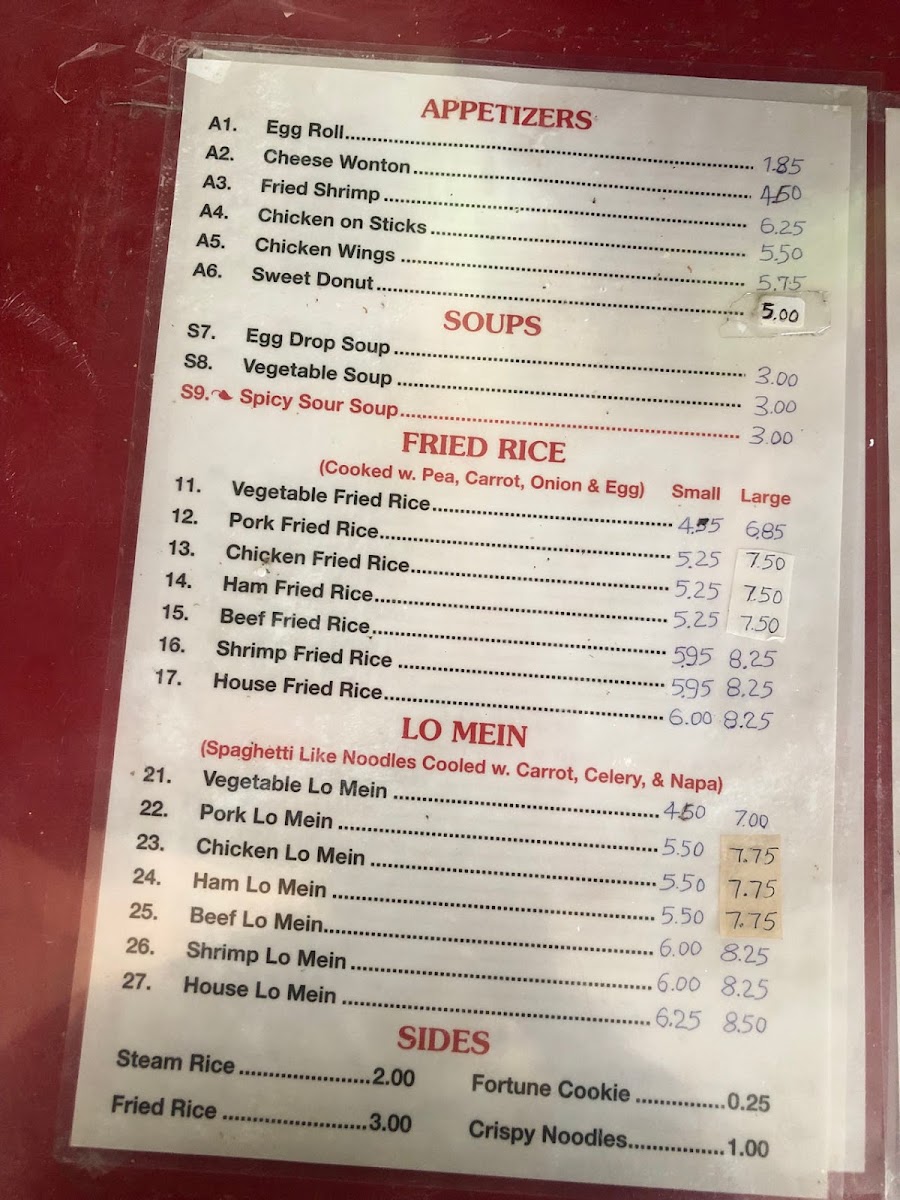 APPETIZERS
A1. Egg Roll 1.85
A2. Cheese Wonton 4.50
A3. Fried Shrimp 6.25
A4. Chicken on Sticks 5.50
A5. Chicken Wings 5.75
A6. Sweet Donut 5.00
SOUPS
S7. Egg Drop Soup 3.00
S8. Vegetable Soup 3.00
S9. Spicy Sour Soup 3.00
FRIED RICE
(Cooked w. Pea, Carrot, Onion & Egg) Small Large
11. Vegetable Fried Rice 6.85
12. Pork Fried Rice 5.25 7.50
13. Chicken Fried Rice 5.25 7.50
14. Ham Fried Rice 5.25 7.50
15. Beef Fried Rice 5.95 8.25
16. Shrimp Fried Rice 5.95 8.25
17. House Fried Rice 6.00 8.25
LO MEIN
(Spaghetti Like Noodles Cooled w. Carrot, Celery, & Napa)
21. Vegetable Lo Mein 4.50 7.00
22. Pork Lo Mein 5.50 7.75
23. Chicken Lo Mein 5.50 7.75
24. Ham Lo Mein 5.50 7.75
25. Beef Lo Mein 6.00 8.25
26. Shrimp Lo Mein 6.00 8.25
27. House Lo Mein 6.25 8.50
SIDES
Steam Rice 2.00 Fortune Cookie 0.25
Fried Rice 3.00 Crispy Noodles 1.00